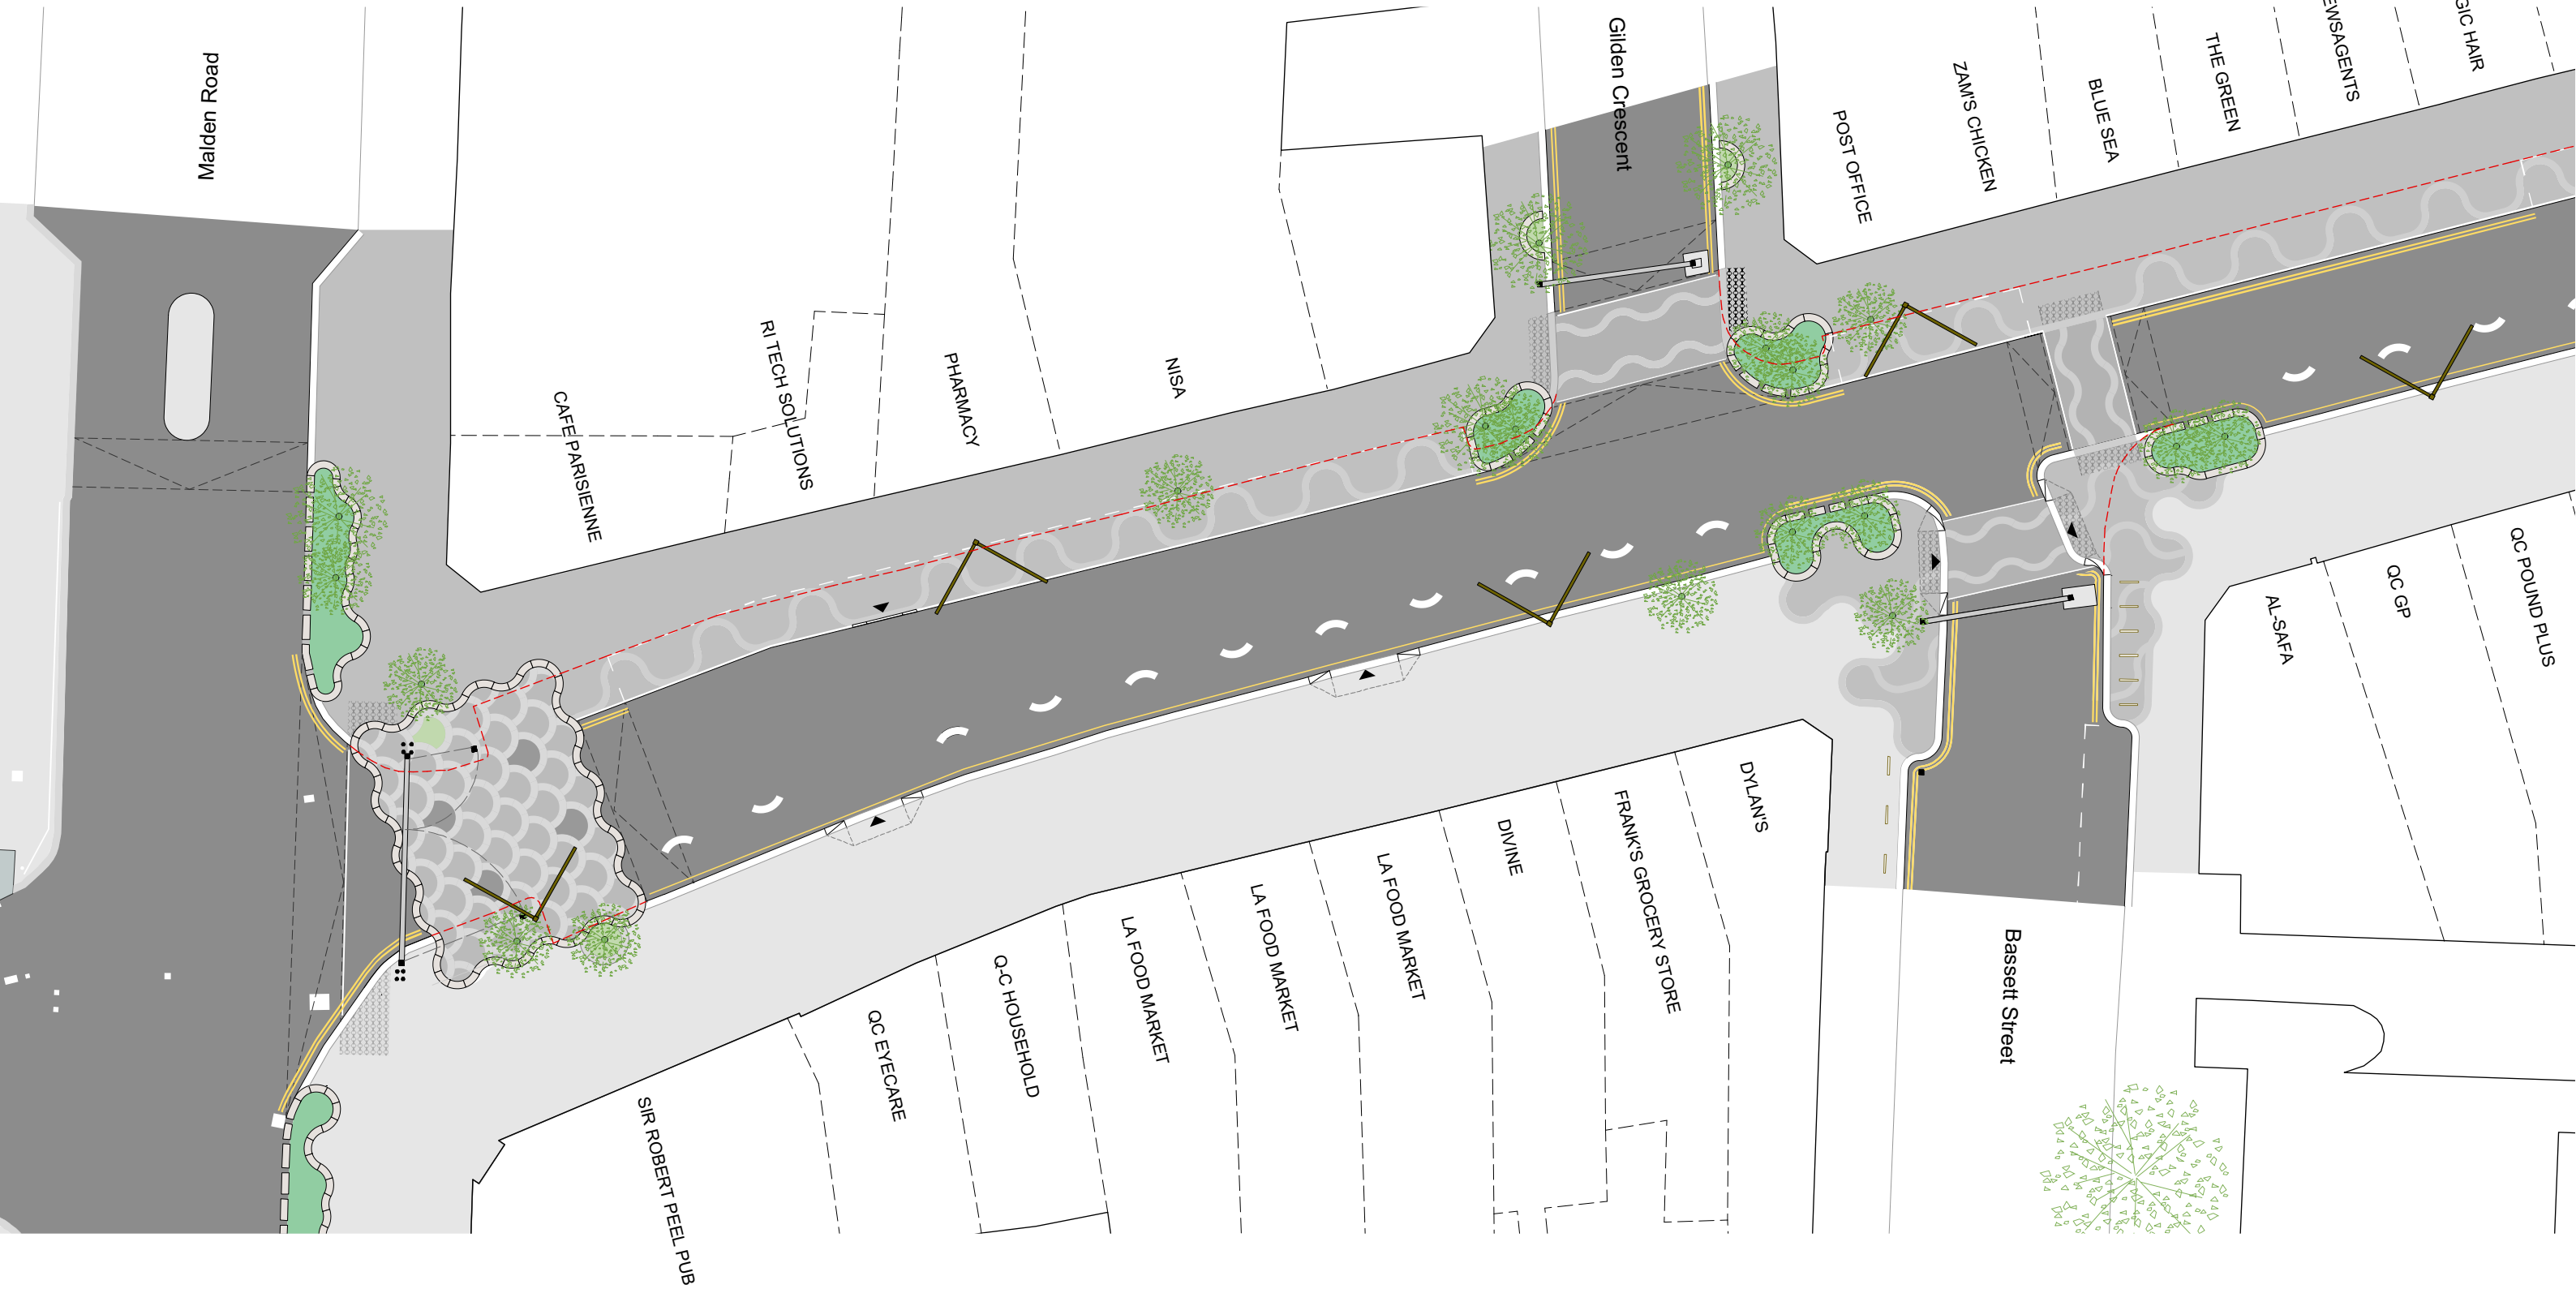 Malden Road
Gilden Crescent
POST OFFICE
ZAM'S CHICKEN
BLUE SEA
THE GREEN
CAFE PARISIENNE
RI TECH SOLUTIONS
PHARMACY
NISA
AL-SAFA
QC GP
QC POUND PLUS
SIR ROBERT PEEL PUB
QC EYECARE
Q-C HOUSEHOLD
LA FOOD MARKET
LA FOOD MARKET
LA FOOD MARKET
DIVINE
FRANK'S GROCERY STORE
DYLAN'S
Bassett Street